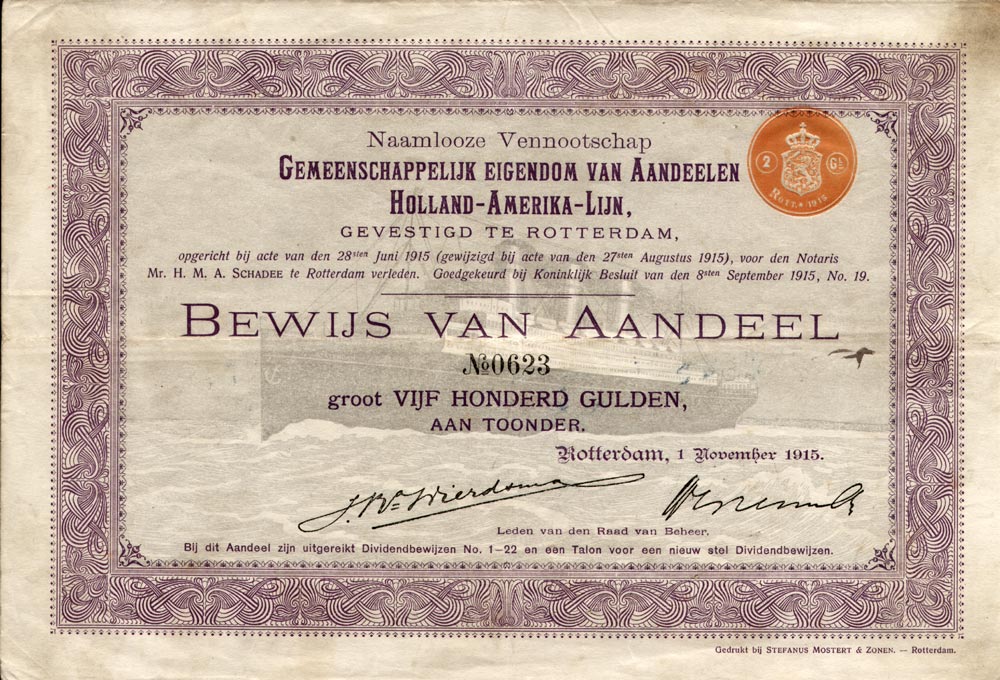 Naamlooze Vennootschap
GEMEENSCHAPPELIJK EIGENDOM VAN AANDEELEN
HOLLAND-AMERIKA-LIJN,
GEVESTIGD TE ROTTERDAM,
opgericht bij acte van den 28sten Juni 1915 (gewijzigd bij acte van den 27sten Augustus 1915), voor den Notaris
Mr. H. M. A. SCHADEE te Rotterdam verleden. Goedgekeurd bij Koninklijk Besluit van den 8sten September 1915, No. 19.
2 GL
ROTT. * 1915
BEWIJS VAN AANDEEL
No 0623
groot VIJF HONDERD GULDEN,
AAN TOONDER.
Rotterdam, 1 November 1915.
Wierdsma
Leden van den Raad van Beheer.
Bij dit Aandeel zijn uitgereikt Dividendbewijzen No. 1-22 en een Talon voor een nieuw stel Dividendbewijzen.
Gedrukt bij STEFANUS MOSTERT & ZONEN. — Rotterdam.